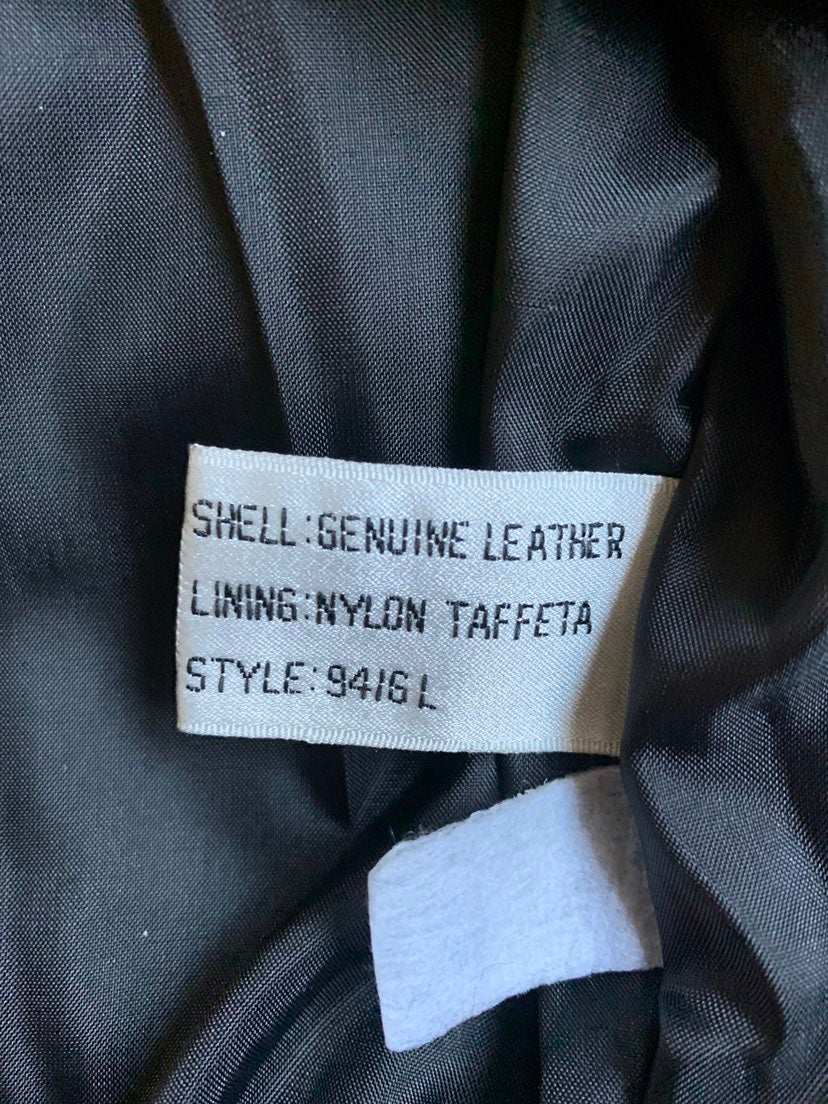 SHELL:GENUINE LEATHER
LINING:NYLON TAFFETA
STYLE:9416L